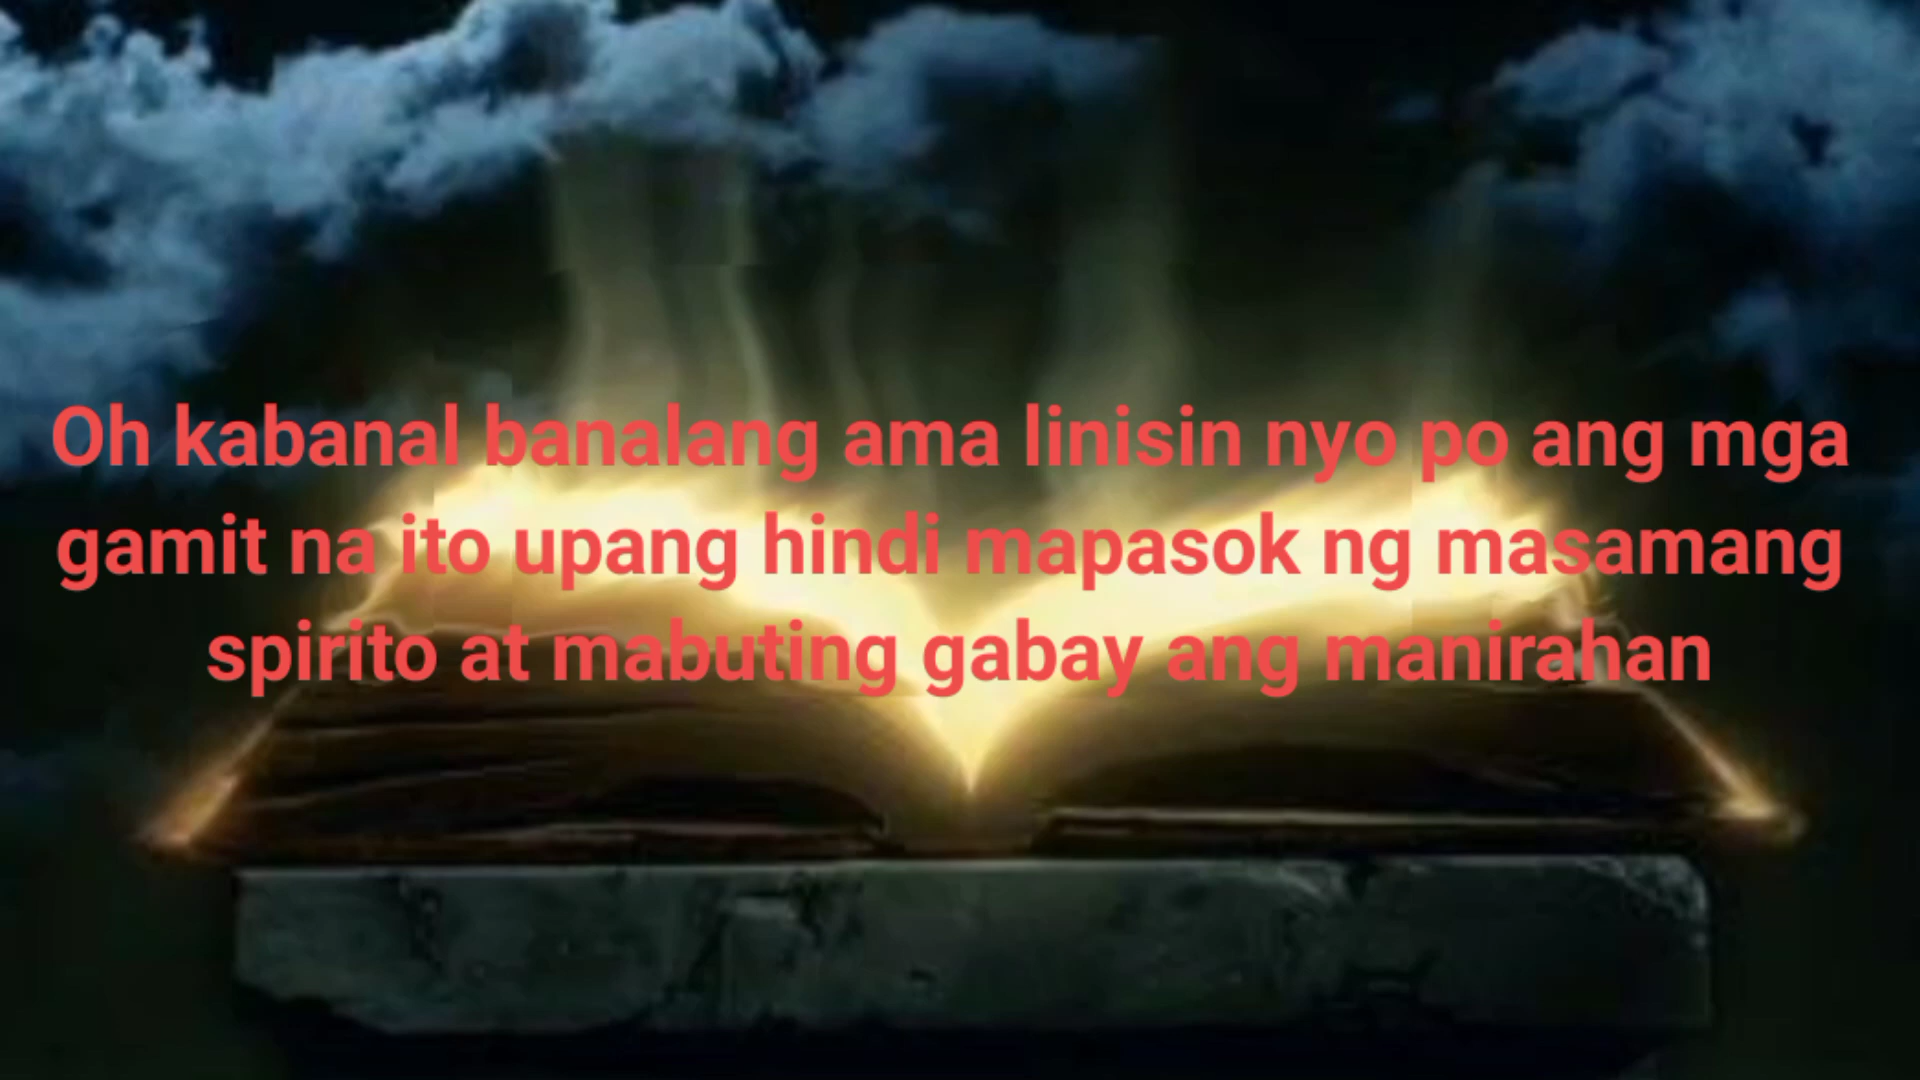 Oh kabanal banalang ama linisin nyo po ang mga
gamit na ito upang hindi mapasok ng masamang
spirito at mabuting gabay ang manirahan